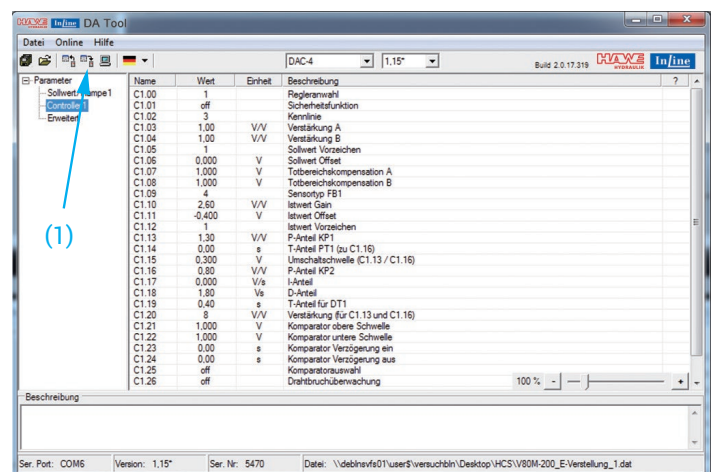 HAWE HYDRAULIK Inline DA Tool
Datei Online Hilfe
DAC-4 1,15* Build 2.0.17.319 HAWE HYDRAULIK Inline
Parameter
Controller1
Erweitert
Name Wert Einheit Beschreibung ?
C1.00 1 Regleranwahl
C1.01 off Sicherheitsfunktion
C1.02 3 Kennlinie
C1.03 1,00 V/V Verstärkung A
C1.04 1,00 V/V Verstärkung B
C1.05 1 Sollwert Vorzeichen
C1.06 0,000 V Sollwert Offset
C1.07 1,000 V Totbereichskompensation A
C1.08 1,000 V Totbereichskompensation B
C1.09 4 Sensortyp FB1
C1.10 2,60 V/V Istwert Gain
C1.11 -0,400 V Istwert Offset
C1.12 1 Istwert Vorzeichen
C1.13 1,30 V/V P-Anteil KP1
C1.14 0,00 s T-Anteil PT1 (zu C1.16)
C1.15 0,300 V Umschaltschwelle (C1.13 / C1.16)
C1.16 0,80 V/V P-Anteil KP2
C1.17 0,000 V/s I-Anteil
C1.18 1,80 Vs D-Anteil
C1.19 0,40 s T-Anteil für DT1
C1.20 8 V/V Verstärkung (für C1.13 und C1.16)
C1.21 1,000 V Komparator obere Schwelle
C1.22 1,000 V Komparator untere Schwelle
C1.23 0,00 s Komparator Verzögerung ein
C1.24 0,00 s Komparator Verzögerung aus
C1.25 off Komparatorauswahl
C1.26 off Drahtbruchüberwachung
100 % - +
(1)
Beschreibung
Ser. Port: COM6 Version: 1,15* Ser. Nr: 5470 Datei: \\deblnsvfs01\user$\versuchbln\Desktop\HCS\V80M-200_E-Verstellung_1.dat